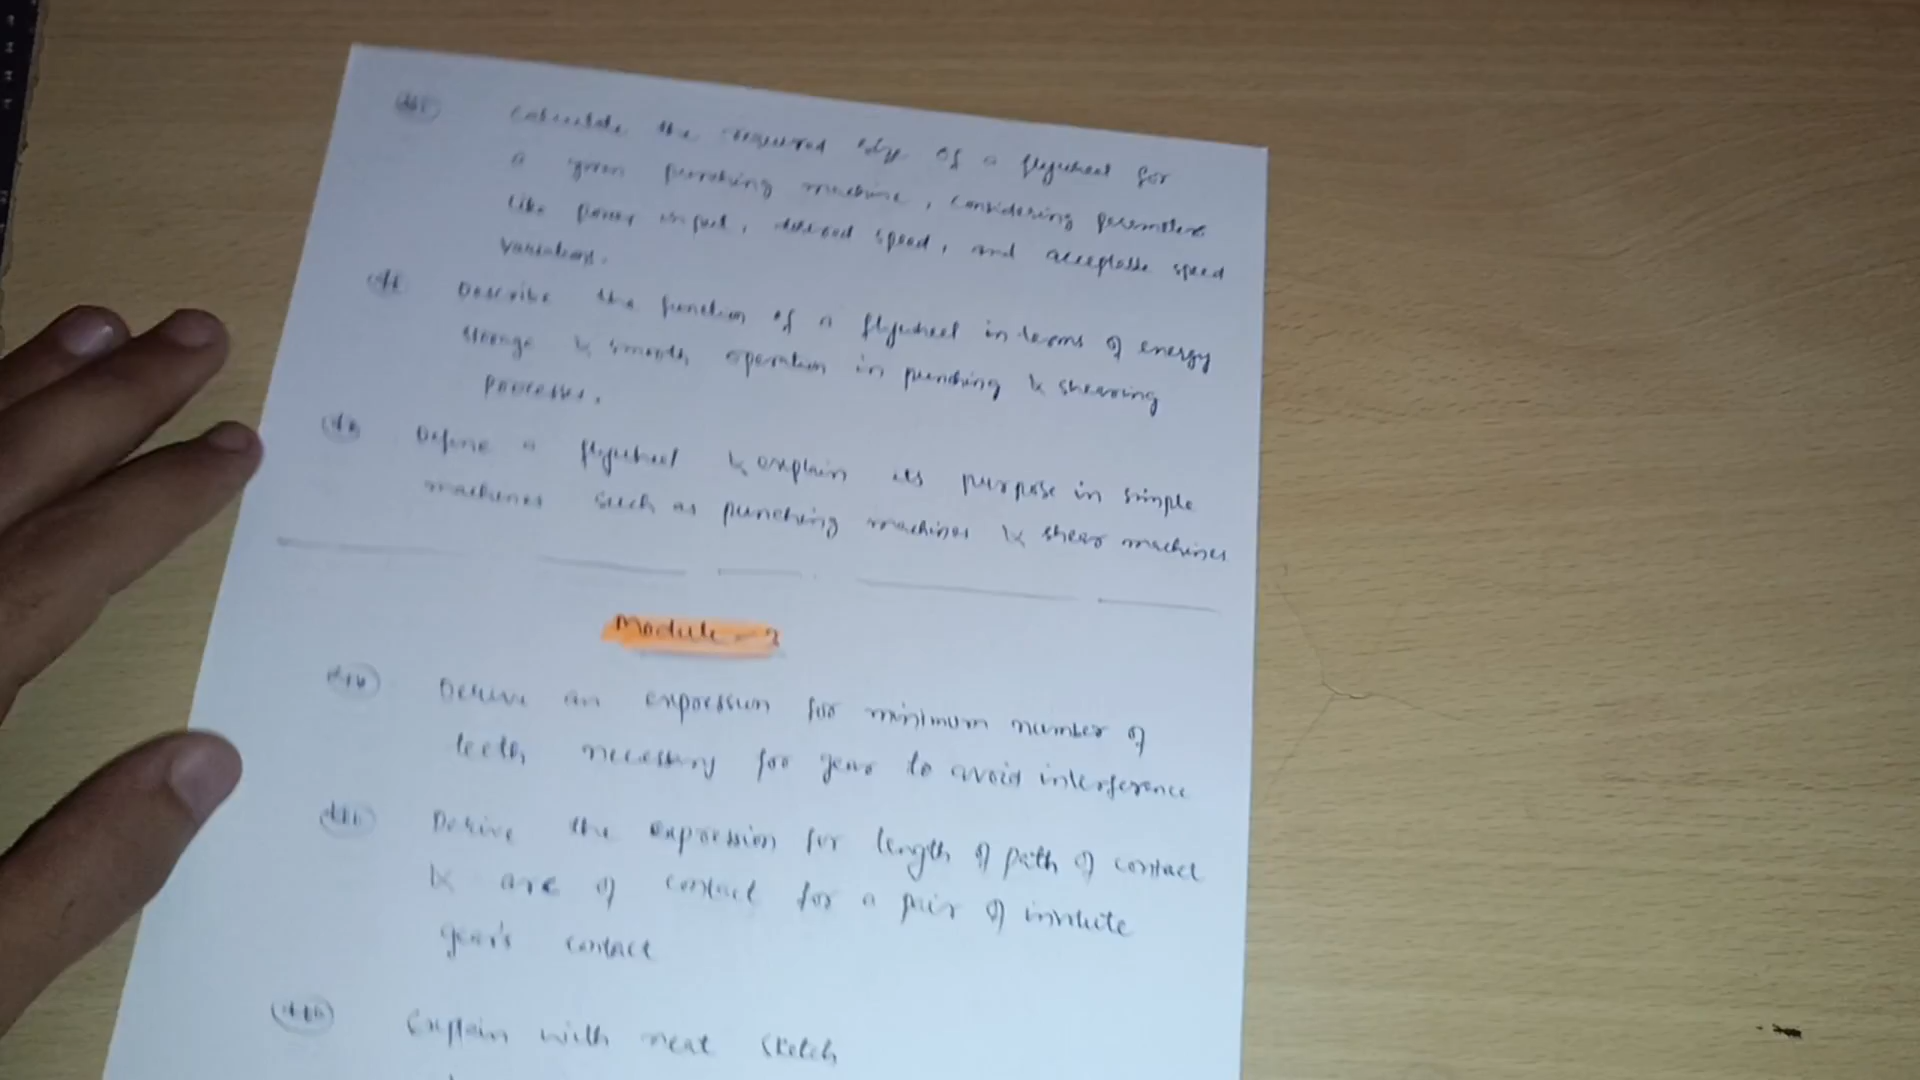 Calculate the required of a flywheel for
a given punching machine, considering parameters
like power input, desired speed, and acceptable speed
variations.
Describe the function of a flywheel in terms of energy
storage & smooth operation in punching & shearing
processes.
Define a flywheel & explain its purpose in simple
machines such as punching machines & shear machines
Module - 2
Derive an expression for minimum number of
teeth necessary for gear to avoid interference
Derive the expression for length of path of contact
& arc of contact for a pair of involute
gear's contact
Explain with neat sketch